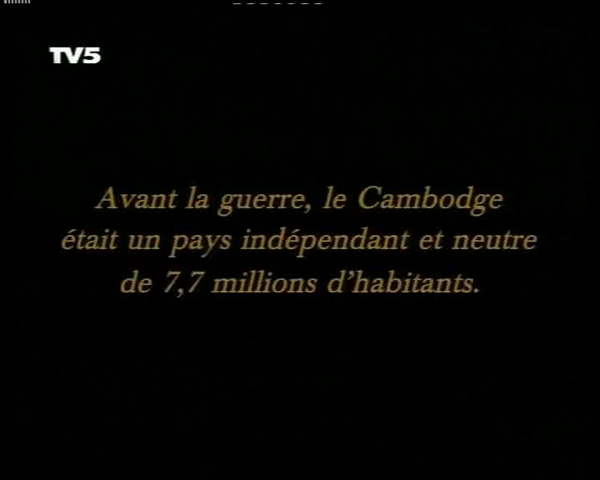 TV5
Avant la guerre, le Cambodge
était un pays indépendant et neutre
de 7,7 millions d'habitants.